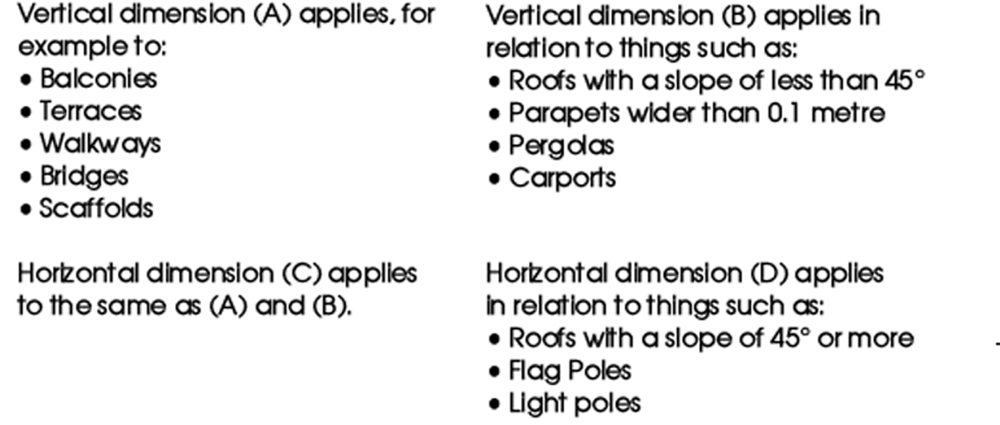 Vertical dimension (A) applies, for
example to:
• Balconies
• Terraces
• Walkways
• Bridges
• Scaffolds
Vertical dimension (B) applies in
relation to things such as:
• Roofs with a slope of less than 45°
• Parapets wider than 0.1 metre
• Pergolas
• Carports
Horizontal dimension (C) applies
to the same as (A) and (B).
Horizontal dimension (D) applies
in relation to things such as:
• Roofs with a slope of 45° or more
• Flag Poles
• Light poles